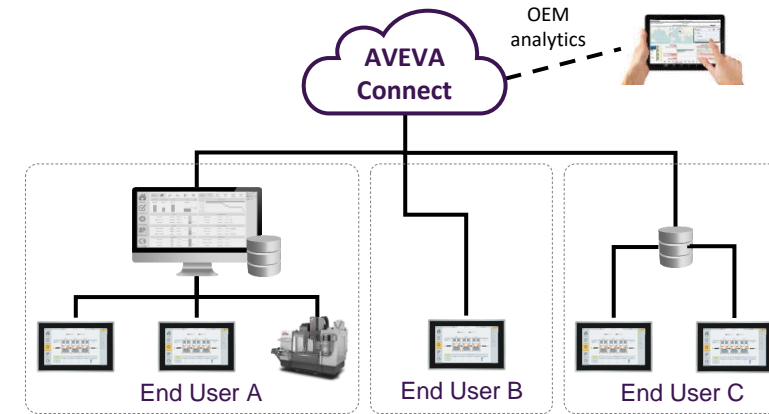 OEM
analytics
AVEVA
Connect
End User A
End User B
End User C